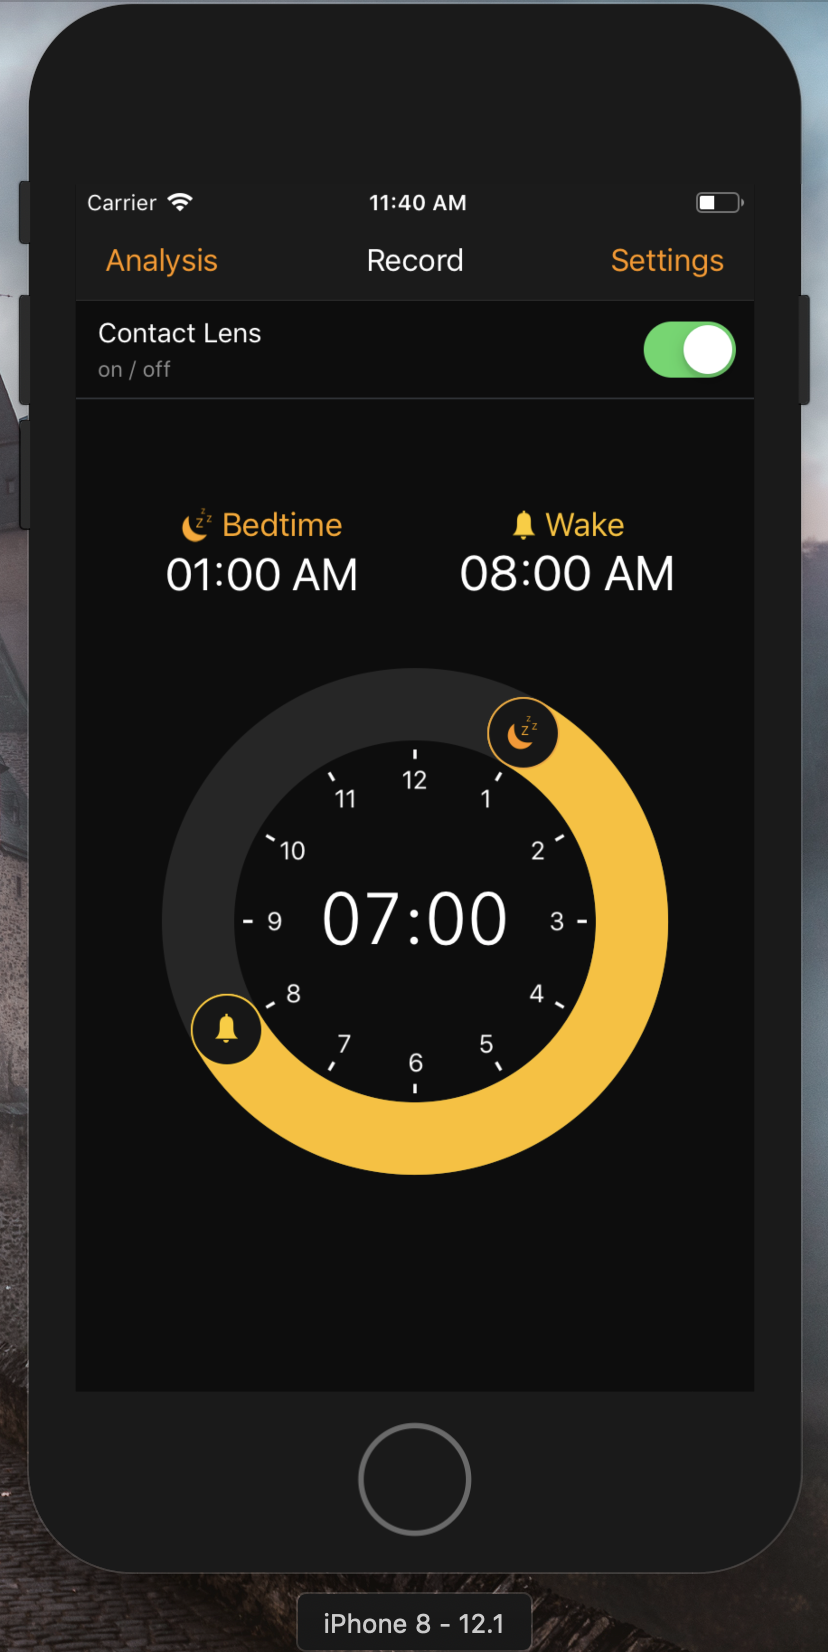 Carrier 11:40 AM
Analysis Record Settings
Contact Lens
on / off
Bedtime Wake
01:00 AM 08:00 AM
z z z
12
11 1
10 2
9 07:00 3
8 4
7 5
6
iPhone 8 - 12.1